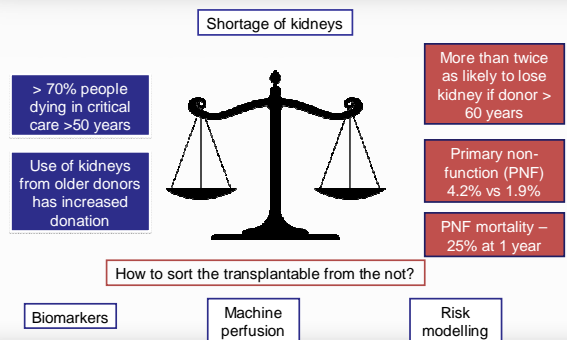 Shortage of kidneys
> 70% people
dying in critical
care >50 years
Use of kidneys
from older donors
has increased
donation
More than twice
as likely to lose
kidney if donor >
60 years
Primary non-
function (PNF)
4.2% vs 1.9%
PNF mortality –
25% at 1 year
How to sort the transplantable from the not?
Biomarkers
Machine
perfusion
Risk
modelling